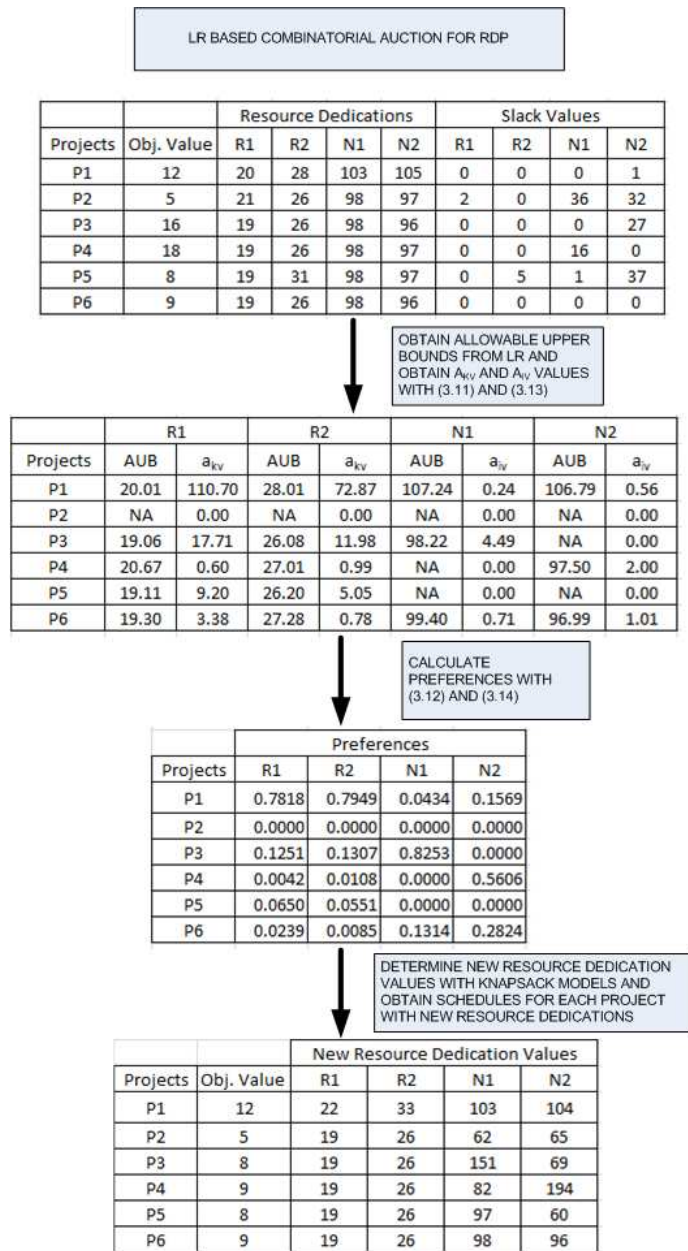 LR BASED COMBINATORIAL AUCTION FOR RDP
Resource Dedications Slack Values
Projects Obj. Value R1 R2 N1 N2 R1 R2 N1 N2
P1 12 20 28 103 105 0 0 0 1
P2 5 21 26 98 97 2 0 36 32
P3 16 19 26 98 96 0 0 0 27
P4 18 19 26 98 97 0 0 16 0
P5 8 19 31 98 97 0 5 1 37
P6 9 19 26 98 96 0 0 0 0
OBTAIN ALLOWABLE UPPER
BOUNDS FROM LR AND
OBTAIN AKV AND AIV VALUES
WITH (3.11) AND (3.13)
R1 R2 N1 N2
Projects AUB akv AUB akv AUB aiv AUB aiv
P1 20.01 110.70 28.01 72.87 107.24 0.24 106.79 0.56
P2 NA 0.00 NA 0.00 NA 0.00 NA 0.00
P3 19.06 17.71 26.08 11.98 98.22 4.49 NA 0.00
P4 20.67 0.60 27.01 0.99 NA 0.00 97.50 2.00
P5 19.11 9.20 26.20 5.05 NA 0.00 NA 0.00
P6 19.30 3.38 27.28 0.78 99.40 0.71 96.99 1.01
CALCULATE
PREFERENCES WITH
(3.12) AND (3.14)
Preferences
Projects R1 R2 N1 N2
P1 0.7818 0.7949 0.0434 0.1569
P2 0.0000 0.0000 0.0000 0.0000
P3 0.1251 0.1307 0.8253 0.0000
P4 0.0042 0.0108 0.0000 0.5606
P5 0.0650 0.0551 0.0000 0.0000
P6 0.0239 0.0085 0.1314 0.2824
DETERMINE NEW RESOURCE DEDICATION
VALUES WITH KNAPSACK MODELS AND
OBTAIN SCHEDULES FOR EACH PROJECT
WITH NEW RESOURCE DEDICATIONS
New Resource Dedication Values
Projects Obj. Value R1 R2 N1 N2
P1 12 22 33 103 104
P2 5 19 26 62 65
P3 8 19 26 151 69
P4 9 19 26 82 194
P5 8 19 26 97 60
P6 9 19 26 98 96